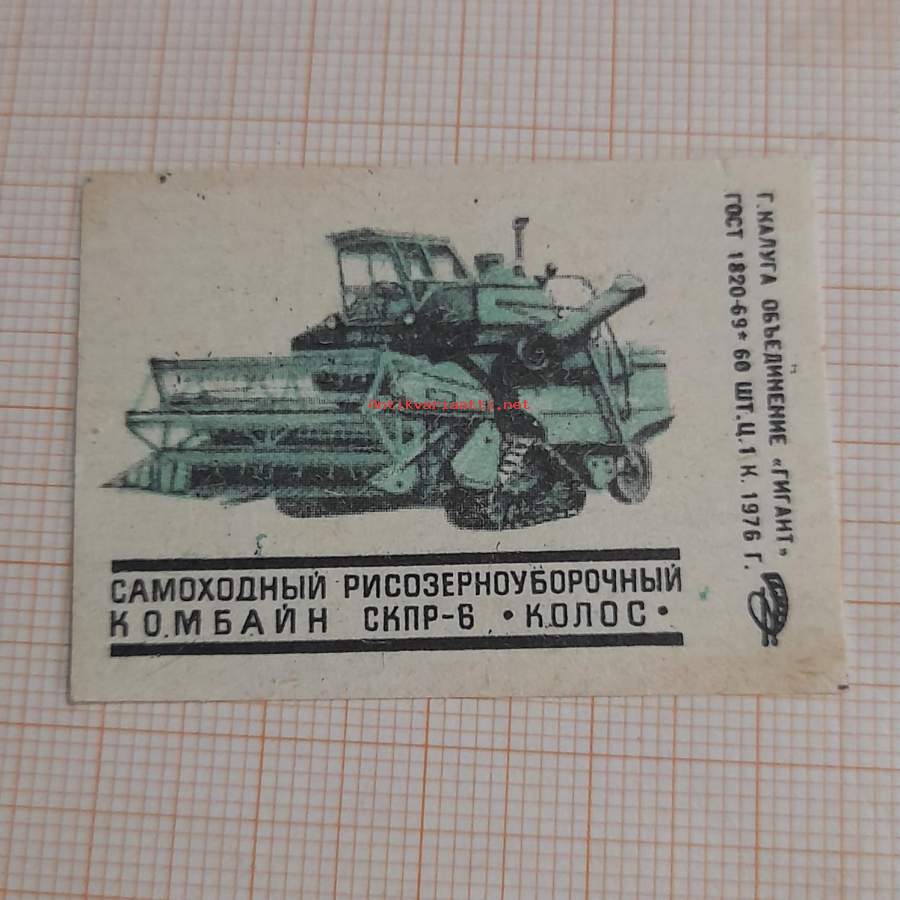 САМОХОДНЫЙ РИСОЗЕРНОУБОРОЧНЫЙ
КОМБАЙН СКПР-6 • КОЛОС •
Г. КАЛУГА ОБЪЕДИНЕНИЕ «ГИГАНТ»
ГОСТ 1820-69* 60 ШТ. Ц. 1 К. 1976 Г.
Antikvariaatti.net